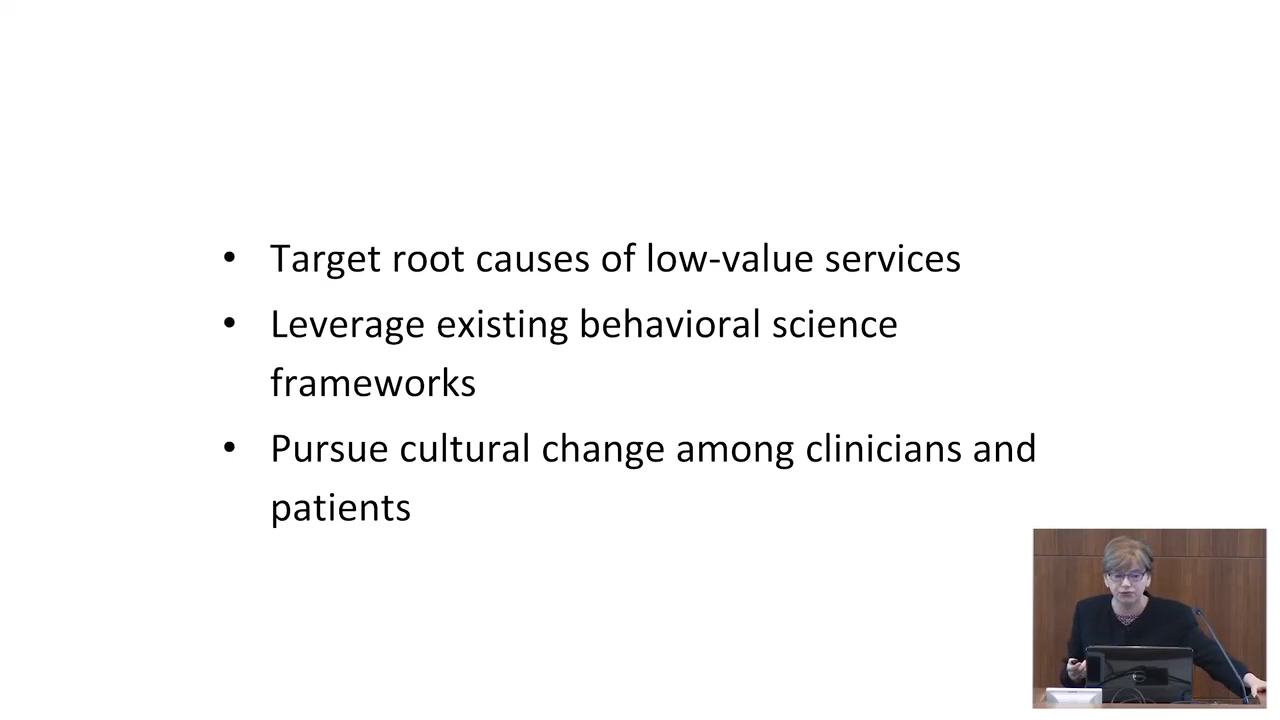 • Target root causes of low-value services
• Leverage existing behavioral science
frameworks
• Pursue cultural change among clinicians and
patients